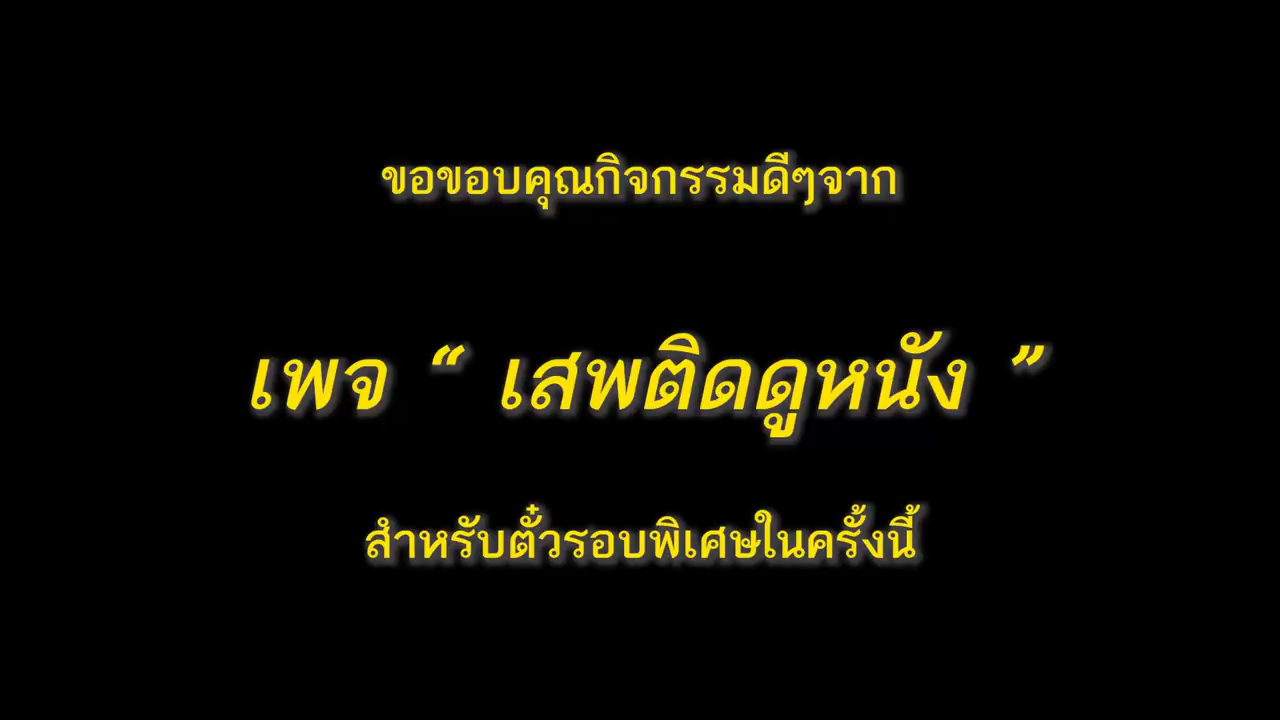 ขอขอบคุณกิจกรรมดีๆจาก
เพจ “ เสพติดดูหนัง ”
สำหรับตั๋วรอบพิเศษในครั้งนี้